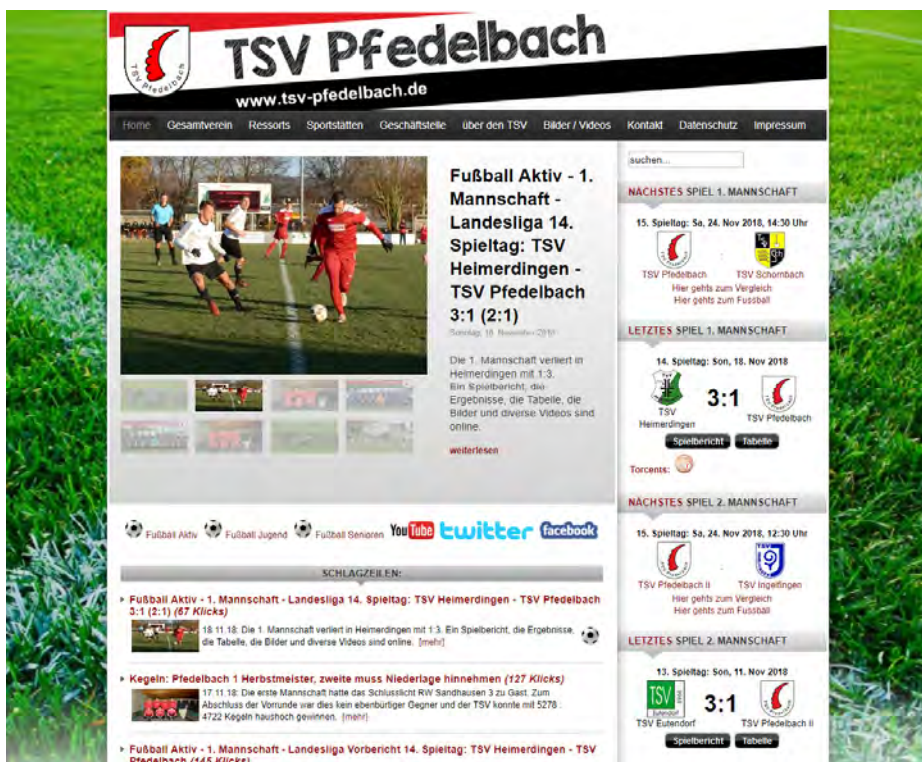 TSV Pfedelbach
TSV Pfedelbach
www.tsv-pfedelbach.de
Home Gesamtverein Ressorts Sportstätten Geschäftstelle über den TSV Bilder / Videos Kontakt Datenschutz Impressum
Fußball Aktiv - 1.
Mannschaft -
Landesliga 14.
Spieltag: TSV
Heimerdingen -
TSV Pfedelbach
3:1 (2:1)
Sonntag, 18. November 2018
Die 1. Mannschaft verliert in
Heimerdingen mit 1:3.
Ein Spielbericht, die
Ergebnisse, die Tabelle, die
Bilder und diverse Videos sind
online.
weiterlesen
Fußball Aktiv Fußball Jugend Fußball Senioren YouTube twitter facebook
SCHLAGZEILEN:
Fußball Aktiv - 1. Mannschaft - Landesliga 14. Spieltag: TSV Heimerdingen - TSV Pfedelbach
3:1 (2:1) (67 Klicks)
18.11.18: Die 1. Mannschaft verliert in Heimerdingen mit 1:3. Ein Spielbericht, die Ergebnisse,
die Tabelle, die Bilder und diverse Videos sind online. [mehr]
Kegeln: Pfedelbach 1 Herbstmeister, zweite muss Niederlage hinnehmen (127 Klicks)
17.11.18: Die erste Mannschaft hatte das Schlusslicht RW Sandhausen 3 zu Gast. Zum
Abschluss der Vorrunde war dies kein ebenbürtiger Gegner und der TSV konnte mit 5278 :
4722 Kegeln haushoch gewinnen. [mehr]
Fußball Aktiv - 1. Mannschaft - Landesliga Vorbericht 14. Spieltag: TSV Heimerdingen - TSV
Pfedelbach (145 Klicks)
suchen...
NÄCHSTES SPIEL 1. MANNSCHAFT
15. Spieltag: Sa, 24. Nov 2018, 14:30 Uhr
:
TSV Pfedelbach TSV Schornbach
Hier gehts zum Vergleich
Hier gehts zum Fussball
LETZTES SPIEL 1. MANNSCHAFT
14. Spieltag: Son, 18. Nov 2018
3:1
TSV
Heimerdingen
TSV Pfedelbach
Spielbericht Tabelle
Torcents:
NÄCHSTES SPIEL 2. MANNSCHAFT
15. Spieltag: Sa, 24. Nov 2018, 12:30 Uhr
TSV
:
TSV Pfedelbach II TSV Ingelfingen
Hier gehts zum Vergleich
Hier gehts zum Fussball
LETZTES SPIEL 2. MANNSCHAFT
13. Spieltag: Son, 11. Nov 2018
TSV
Eutendorf
3:1
TSV Eutendorf TSV Pfedelbach II
Spielbericht Tabelle